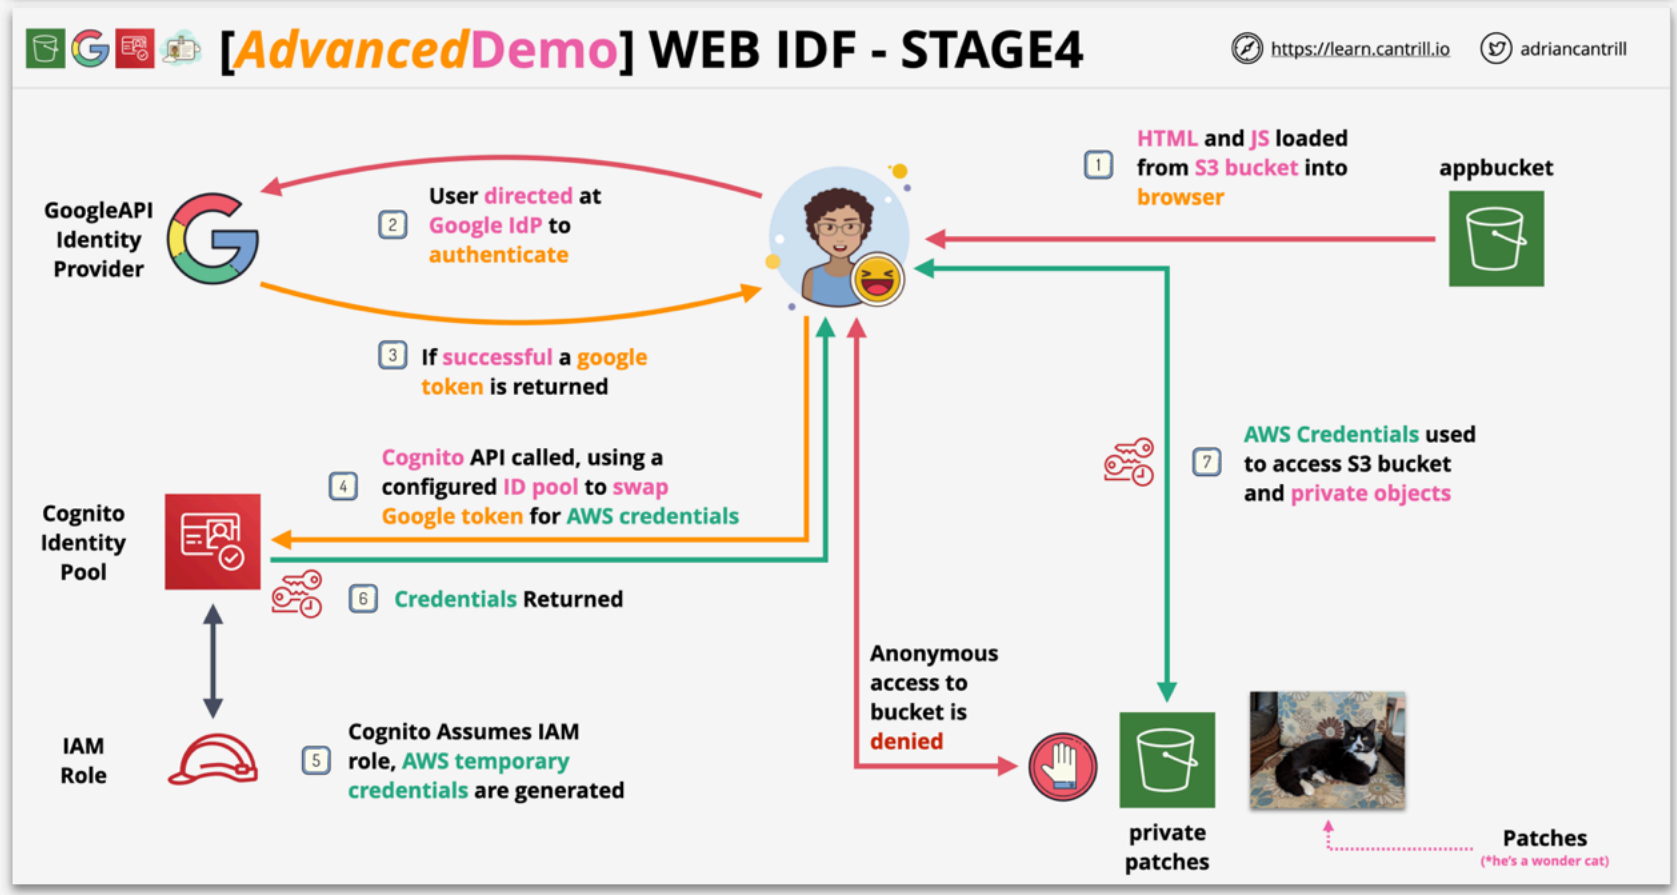 [AdvancedDemo] WEB IDF - STAGE4
https://learn.cantrill.io
adriancantrill
1
HTML and JS loaded
from S3 bucket into
browser
appbucket
GoogleAPI
Identity
Provider
2
User directed at
Google IdP to
authenticate
3
If successful a google
token is returned
4
Cognito API called, using a
configured ID pool to swap
Google token for AWS credentials
7
AWS Credentials used
to access S3 bucket
and private objects
Cognito
Identity
Pool
6
Credentials Returned
Anonymous
access to
bucket is
denied
IAM
Role
5
Cognito Assumes IAM
role, AWS temporary
credentials are generated
private
patches
Patches
(*he's a wonder cat)